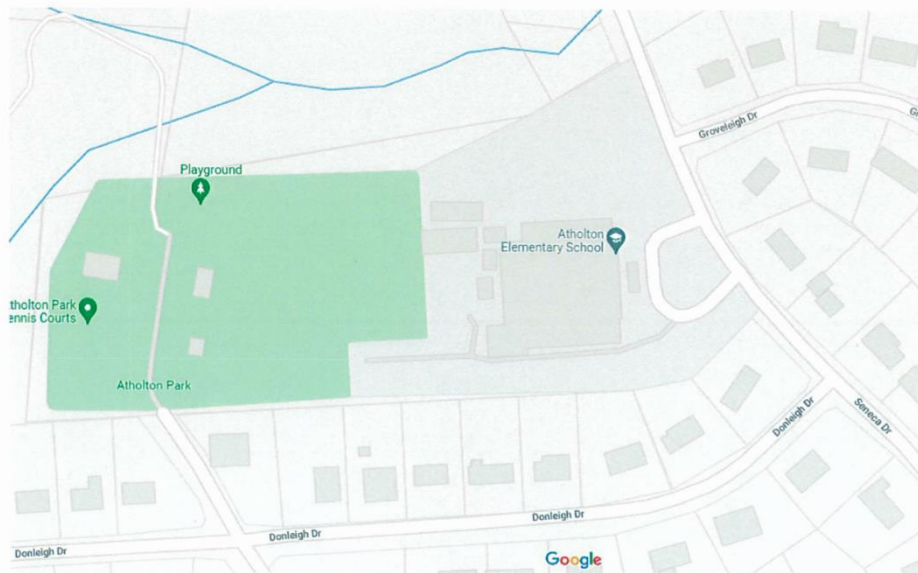 Groveleigh Dr
Playground
Atholton
Elementary School
tholton Park
ennis Courts
Atholton Park
Donleigh Dr
Seneca Dr
Donleigh Dr
Donleigh Dr
Donleigh Dr
Google